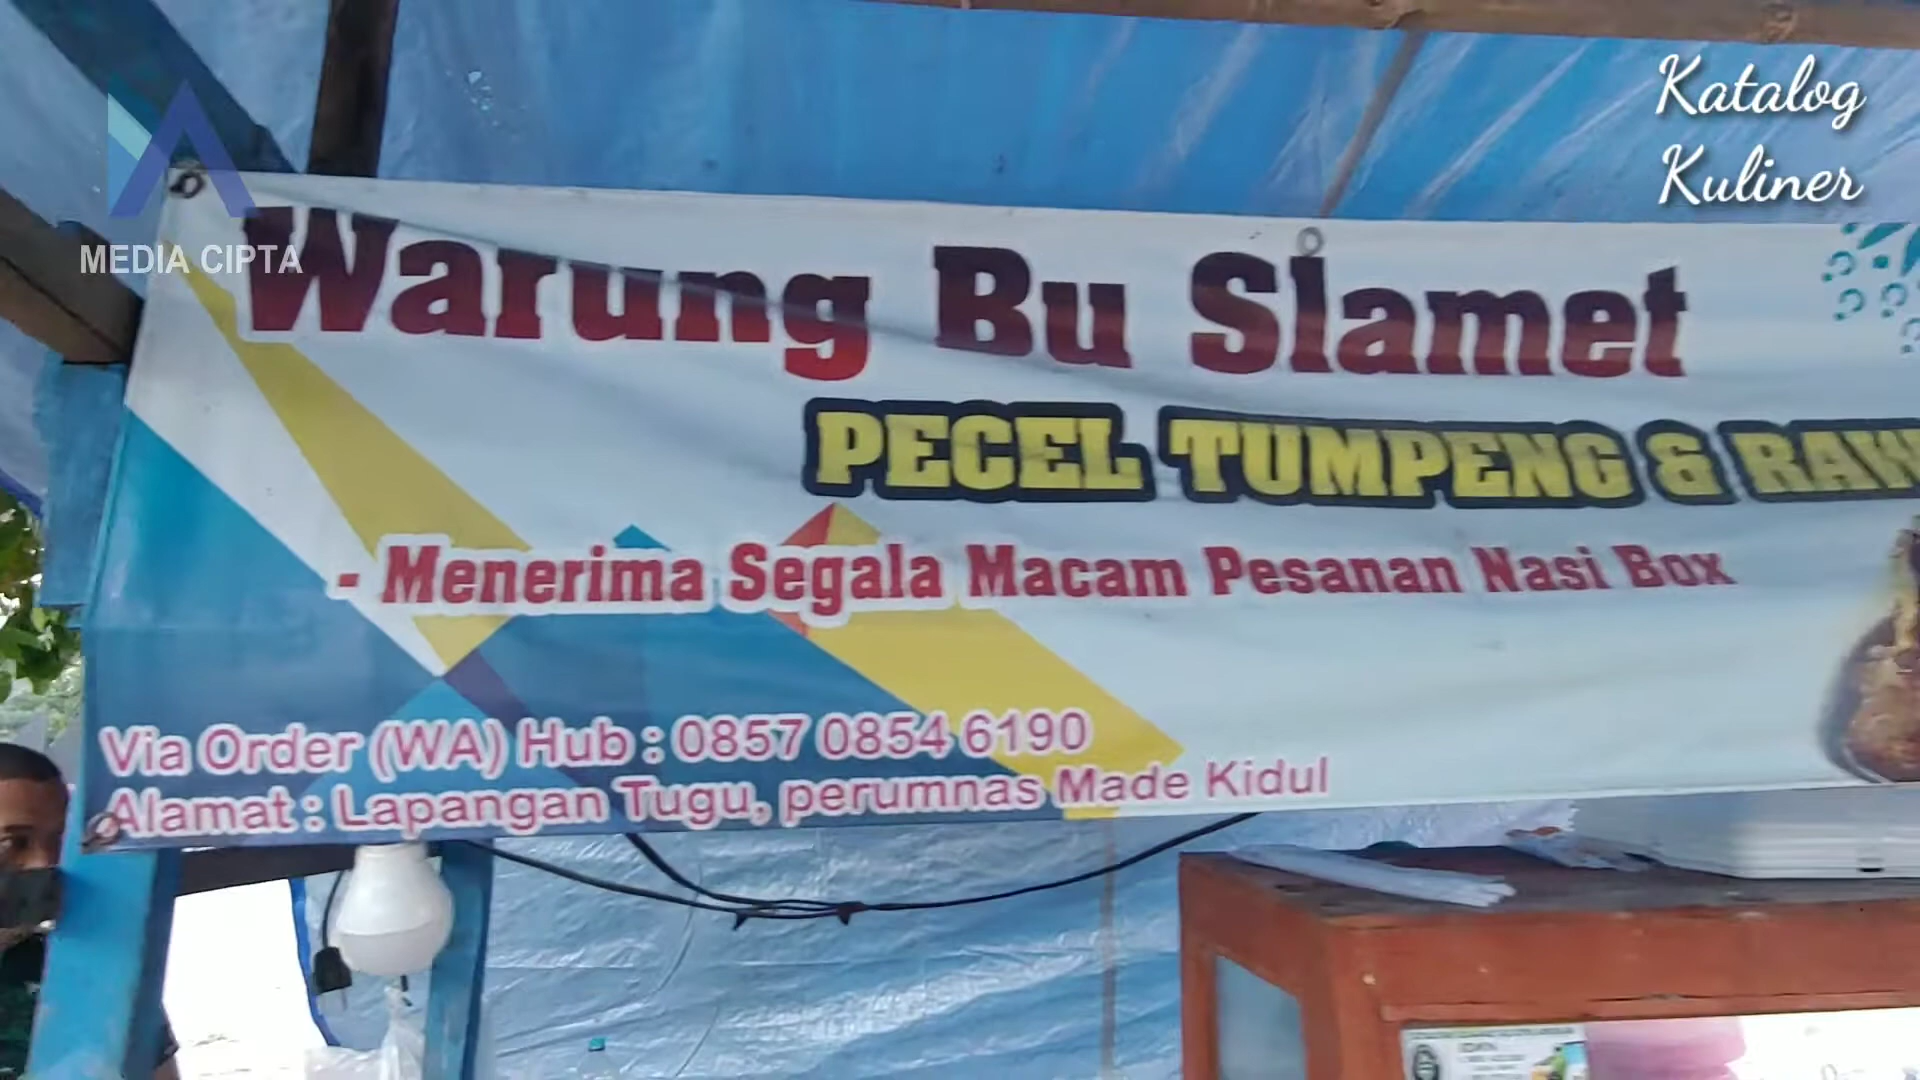 Katalog
Kuliner
MEDIA CIPTA
Warung Bu Slamet
PECEL TUMPENG & RAW
- Menerima Segala Macam Pesanan Nasi Box
Via Order (WA) Hub : 0857 0854 6190
Alamat : Lapangan Tugu, perumnas Made Kidul